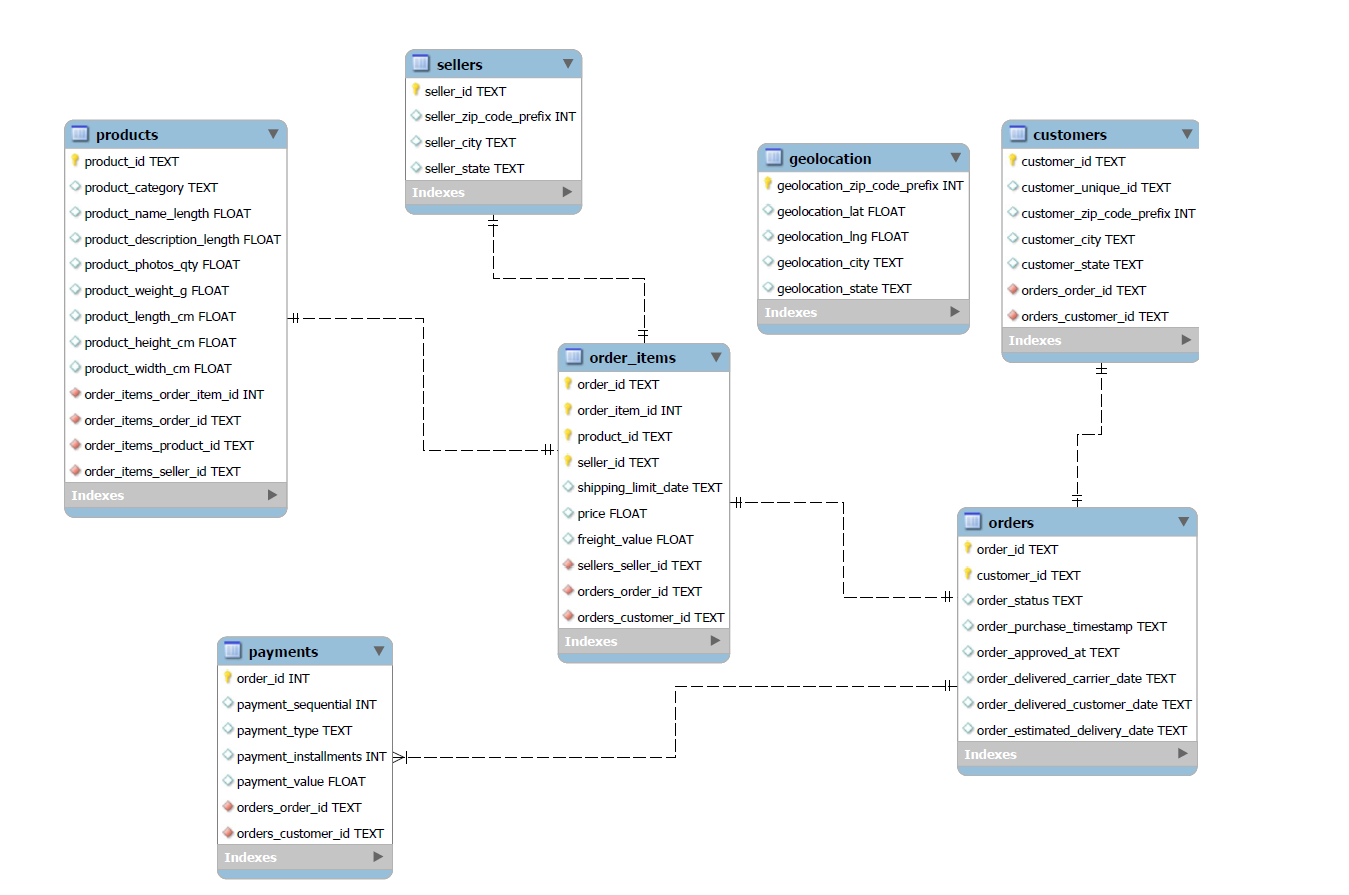 sellers
seller_id TEXT
seller_zip_code_prefix INT
seller_city TEXT
seller_state TEXT
Indexes
products
product_id TEXT
product_category TEXT
product_name_length FLOAT
product_description_length FLOAT
product_photos_qty FLOAT
product_weight_g FLOAT
product_length_cm FLOAT
product_height_cm FLOAT
product_width_cm FLOAT
order_items_order_item_id INT
order_items_order_id TEXT
order_items_product_id TEXT
order_items_seller_id TEXT
Indexes
geolocation
geolocation_zip_code_prefix INT
geolocation_lat FLOAT
geolocation_lng FLOAT
geolocation_city TEXT
geolocation_state TEXT
Indexes
customers
customer_id TEXT
customer_unique_id TEXT
customer_zip_code_prefix INT
customer_city TEXT
customer_state TEXT
orders_order_id TEXT
orders_customer_id TEXT
Indexes
order_items
order_id TEXT
order_item_id INT
product_id TEXT
seller_id TEXT
shipping_limit_date TEXT
price FLOAT
freight_value FLOAT
sellers_seller_id TEXT
orders_order_id TEXT
orders_customer_id TEXT
Indexes
orders
order_id TEXT
customer_id TEXT
order_status TEXT
order_purchase_timestamp TEXT
order_approved_at TEXT
order_delivered_carrier_date TEXT
order_delivered_customer_date TEXT
order_estimated_delivery_date TEXT
Indexes
payments
order_id INT
payment_sequential INT
payment_type TEXT
payment_installments INT
payment_value FLOAT
orders_order_id TEXT
orders_customer_id TEXT
Indexes